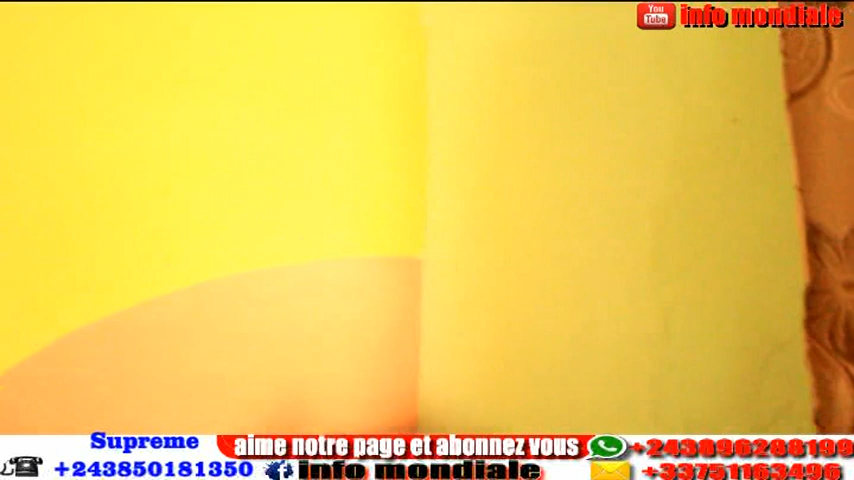 You Tube info mondiale
Supreme
+243850181350
aime notre page et abonnez vous
info mondiale
+243896288199
+33751163496